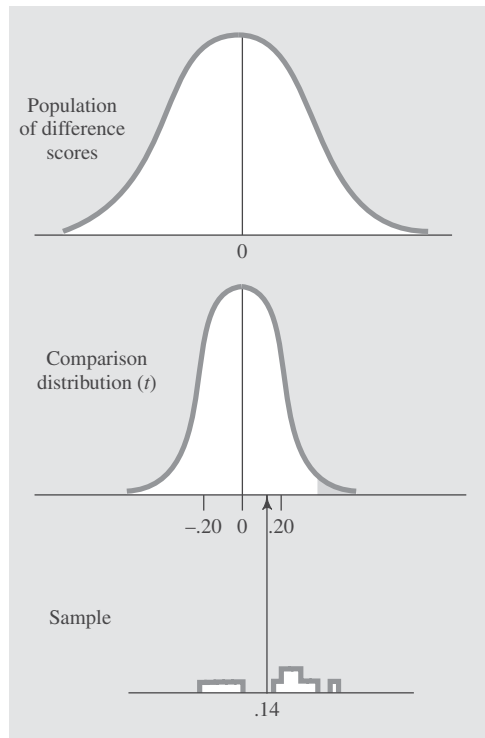 Population
of difference
scores
0
Comparison
distribution (t)
–.20 0 .20
Sample
.14